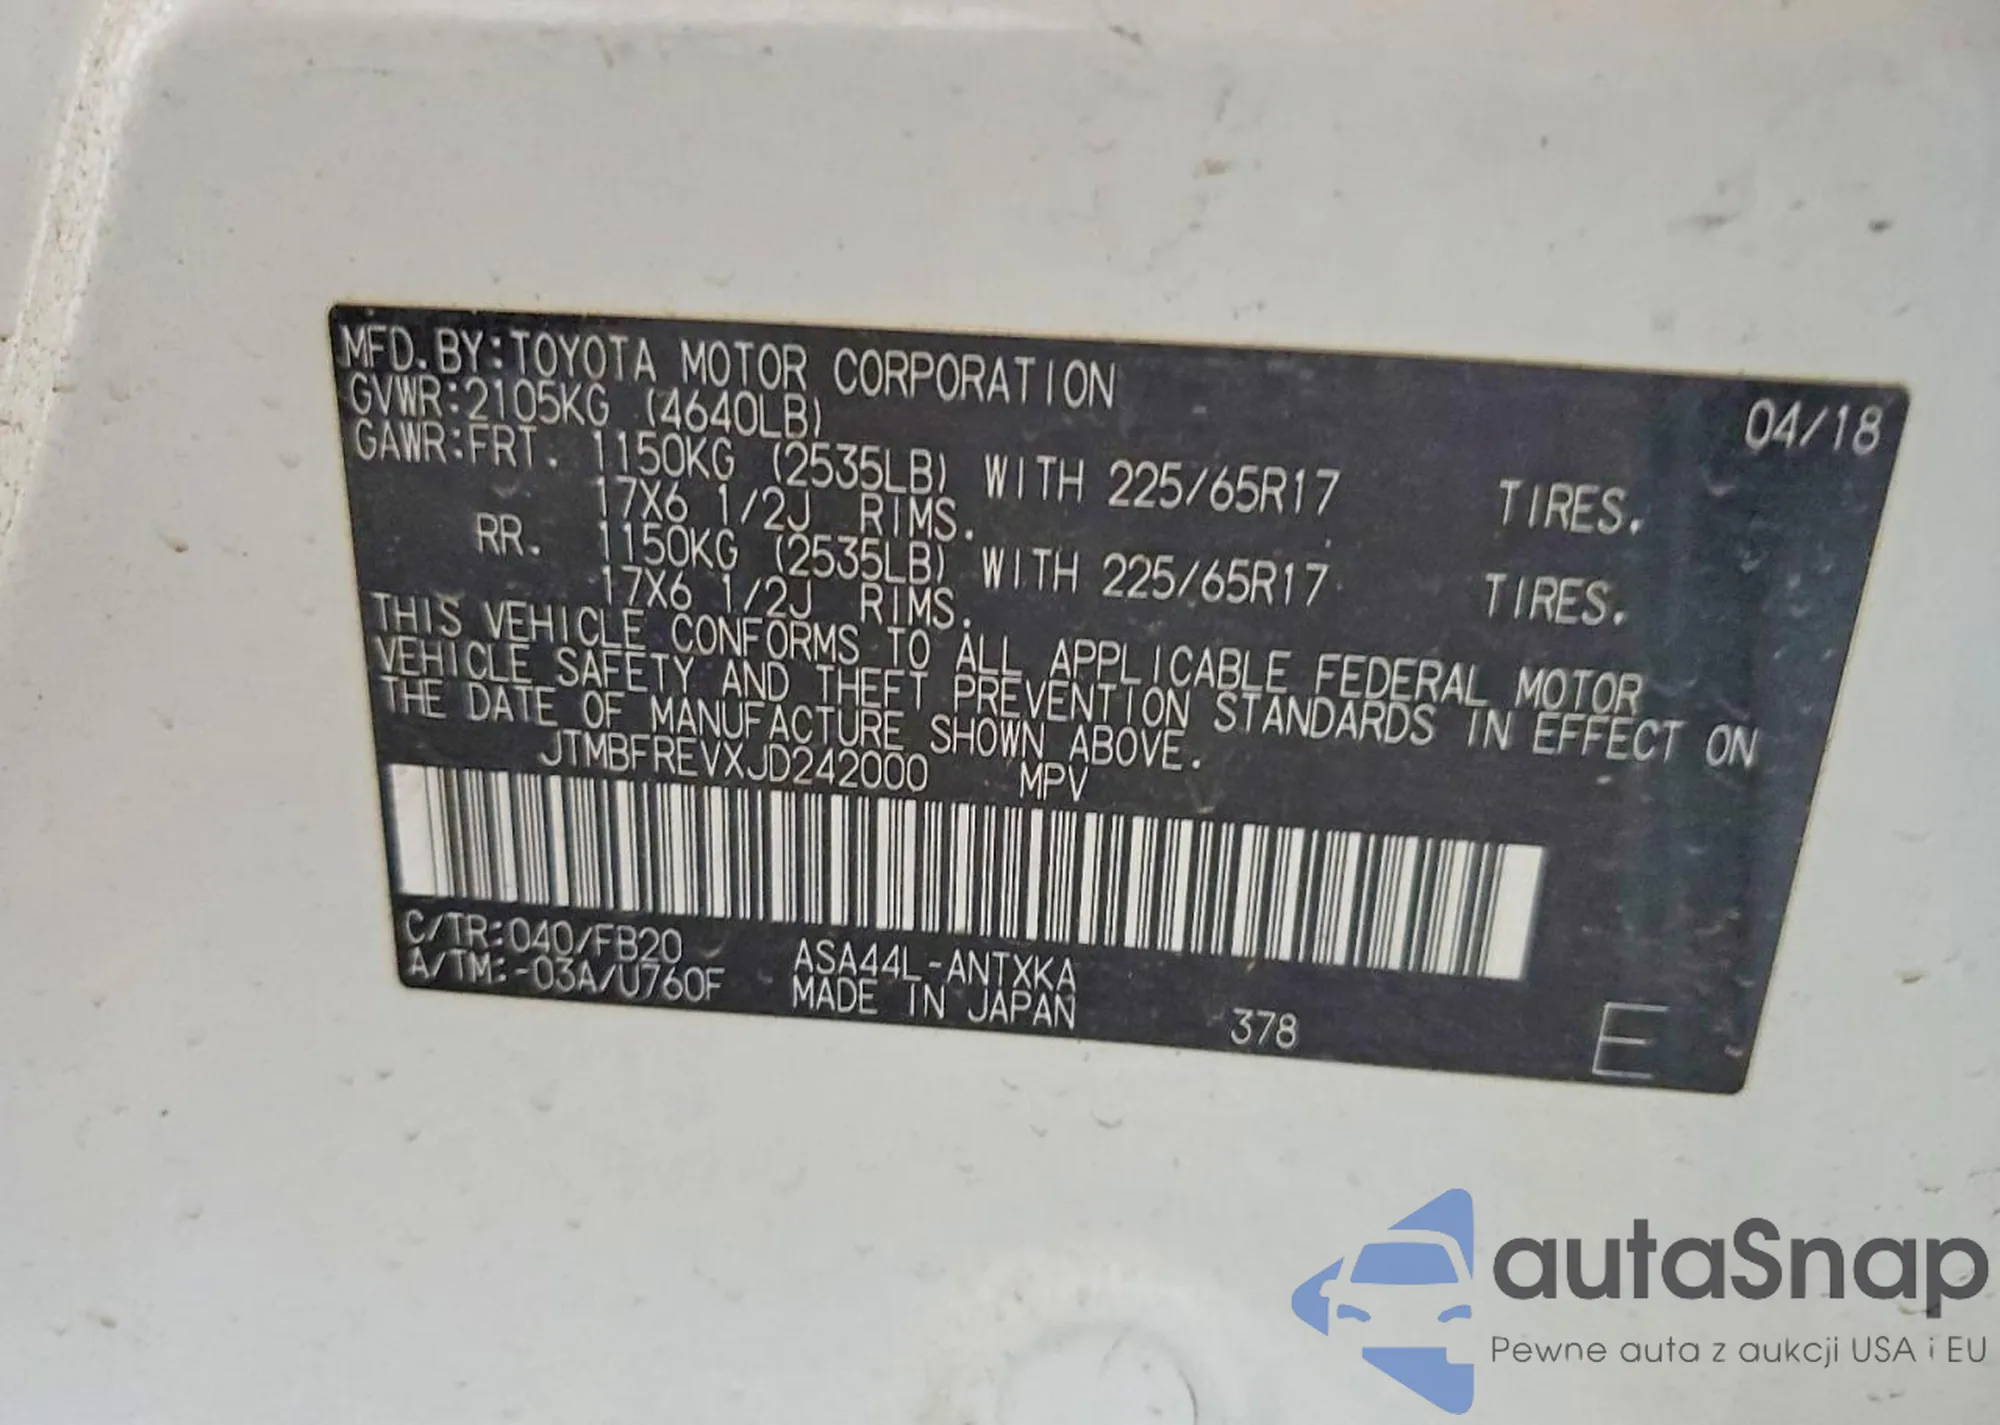 MFD.BY:TOYOTA MOTOR CORPORATION 04/18
GVWR:2105KG (4640LB)
GAWR:FRT. 1150KG (2535LB) WITH 225/65R17 TIRES.
17X6 1/2J RIMS.
RR. 1150KG (2535LB) WITH 225/65R17 TIRES.
17X6 1/2J RIMS.
THIS VEHICLE CONFORMS TO ALL APPLICABLE FEDERAL MOTOR
VEHICLE SAFETY AND THEFT PREVENTION STANDARDS IN EFFECT ON
THE DATE OF MANUFACTURE SHOWN ABOVE.
JTMBFREVXJD242000 MPV
C/TR:040/FB20 ASA44L-ANTXKA
A/TM:-03A/U760F MADE IN JAPAN 378 E
autaSnap
Pewne auta z aukcji USA i EU